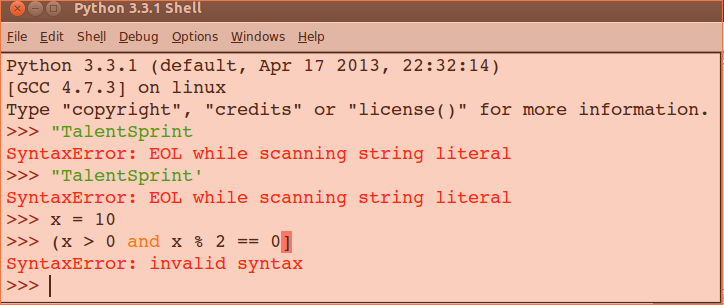 Python 3.3.1 Shell
File Edit Shell Debug Options Windows Help
Python 3.3.1 (default, Apr 17 2013, 22:32:14)
[GCC 4.7.3] on linux
Type "copyright", "credits" or "license()" for more information.
>>> "TalentSprint
SyntaxError: EOL while scanning string literal
>>> "TalentSprint'
SyntaxError: EOL while scanning string literal
>>> x = 10
>>> (x > 0 and x % 2 == 0]
SyntaxError: invalid syntax
>>>